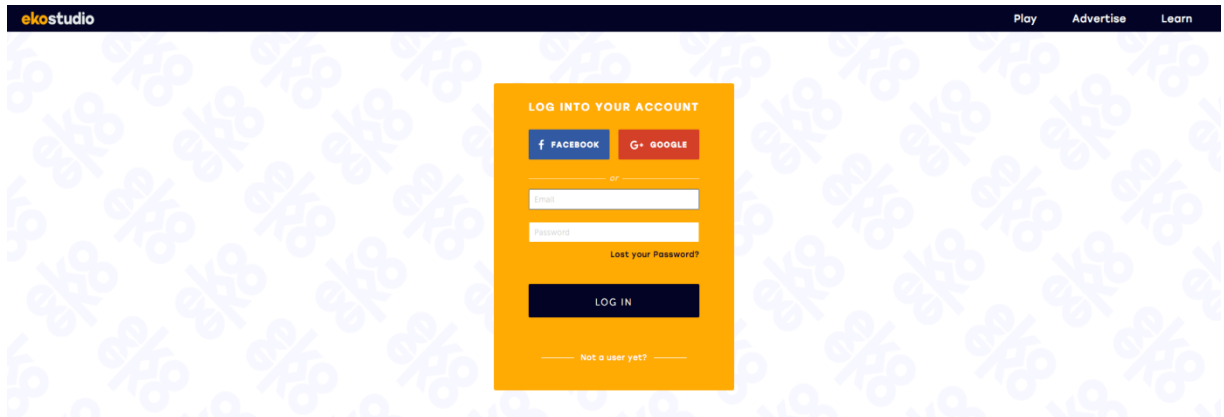 ekostudio
Play Advertise Learn
LOG INTO YOUR ACCOUNT
f FACEBOOK G+ GOOGLE
or
Email
Password
Lost your Password?
LOG IN
Not a user yet?